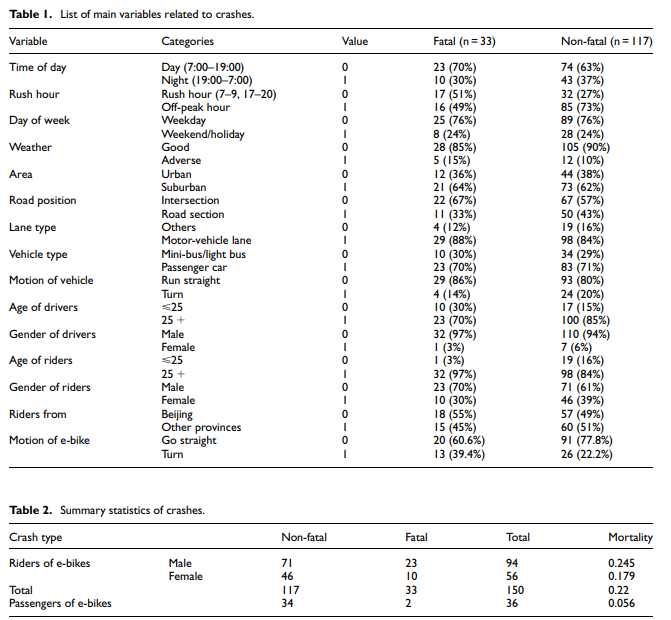 Table 1. List of main variables related to crashes.
Variable Categories Value Fatal (n = 33) Non-fatal (n = 117)
Time of day Day (7:00–19:00) 0 23 (70%) 74 (63%)
Night (19:00–7:00) 1 10 (30%) 43 (37%)
Rush hour Rush hour (7–9, 17–20) 0 17 (51%) 32 (27%)
Off-peak hour 1 16 (49%) 85 (73%)
Day of week Weekday 0 25 (76%) 89 (76%)
Weekend/holiday 1 8 (24%) 28 (24%)
Weather Good 0 28 (85%) 105 (90%)
Adverse 1 5 (15%) 12 (10%)
Area Urban 0 12 (36%) 44 (38%)
Suburban 1 21 (64%) 73 (62%)
Road position Intersection 0 22 (67%) 67 (57%)
Road section 1 11 (33%) 50 (43%)
Lane type Others 0 4 (12%) 19 (16%)
Motor-vehicle lane 1 29 (88%) 98 (84%)
Vehicle type Mini-bus/light bus 0 10 (30%) 34 (29%)
Passenger car 1 23 (70%) 83 (71%)
Motion of vehicle Run straight 0 29 (86%) 93 (80%)
Turn 1 4 (14%) 24 (20%)
Age of drivers ⩽25 0 10 (30%) 17 (15%)
25 + 1 23 (70%) 100 (85%)
Gender of drivers Male 0 32 (97%) 110 (94%)
Female 1 1 (3%) 7 (6%)
Age of riders ⩽25 0 1 (3%) 19 (16%)
25 + 1 32 (97%) 98 (84%)
Gender of riders Male 0 23 (70%) 71 (61%)
Female 1 10 (30%) 46 (39%)
Riders from Beijing 0 18 (55%) 57 (49%)
Other provinces 1 15 (45%) 60 (51%)
Motion of e-bike Go straight 0 20 (60.6%) 91 (77.8%)
Turn 1 13 (39.4%) 26 (22.2%)
Table 2. Summary statistics of crashes.
Crash type Non-fatal Fatal Total Mortality
Riders of e-bikes Male 71 23 94 0.245
Female 46 10 56 0.179
Total 117 33 150 0.22
Passengers of e-bikes 34 2 36 0.056